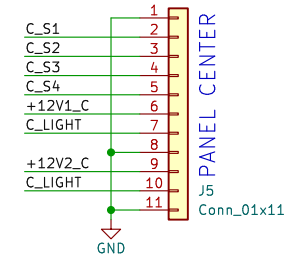 1
C_S1 2
C_S2 3
C_S3 4
C_S4 5
+12V1_C 6
C_LIGHT 7
8
+12V2_C 9
C_LIGHT 10
11
PANEL CENTER
J5
Conn_01x11
GND